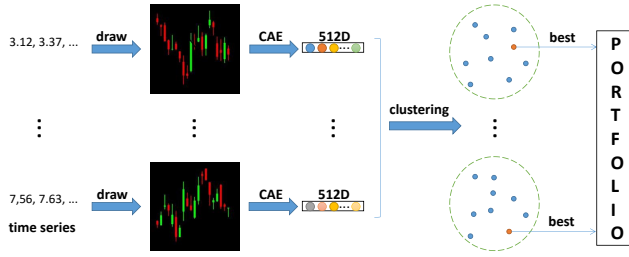 3.12, 3.37, ...
draw
CAE
512D
best
clustering
7,56, 7.63, ...
time series
draw
CAE
512D
best
PORTFOLIO